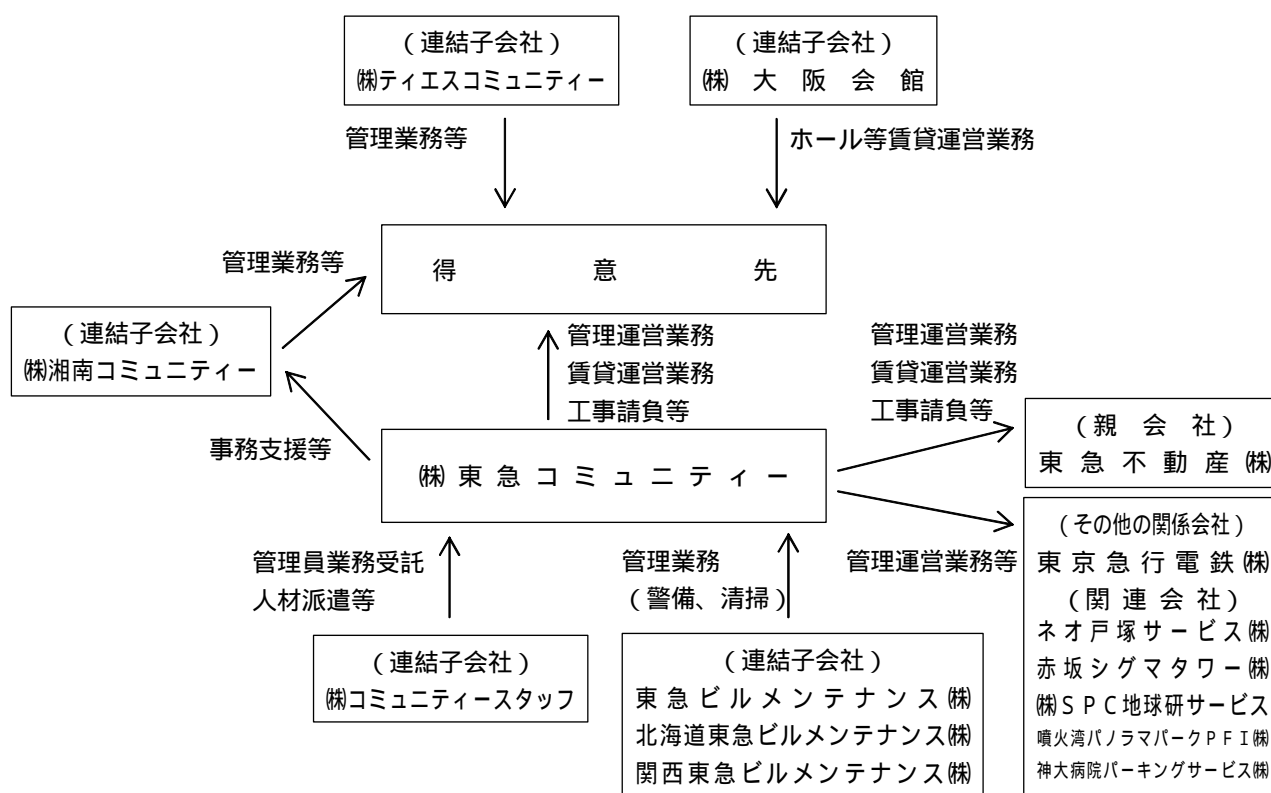 （連結子会社）
㈱ティエスコミュニティー
（連結子会社）
㈱大阪会館
管理業務等
ホール等賃貸運営業務
得意先
管理業務等
（連結子会社）
㈱湘南コミュニティー
管理運営業務
賃貸運営業務
工事請負等
管理運営業務
賃貸運営業務
工事請負等
（親会社）
東急不動産㈱
事務支援等
㈱東急コミュニティー
（その他の関係会社）
東京急行電鉄㈱
（関連会社）
ネオ戸塚サービス㈱
赤坂シグマタワー㈱
㈱ＳＰＣ地球研サービス
噴火湾パノラマパークＰＦＩ㈱
神大病院パーキングサービス㈱
管理員業務受託
人材派遣等
管理業務
（警備、清掃）
管理運営業務等
（連結子会社）
㈱コミュニティースタッフ
（連結子会社）
東急ビルメンテナンス㈱
北海道東急ビルメンテナンス㈱
関西東急ビルメンテナンス㈱